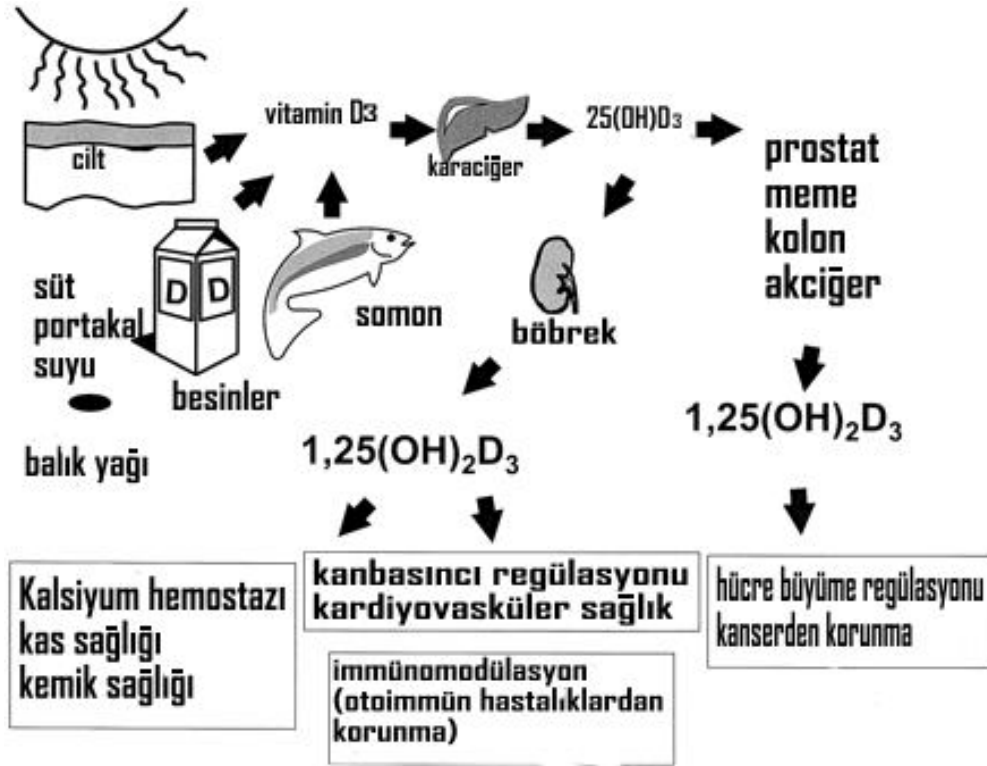 vitamin D3
25(OH)D3
cilt
karaciğer
prostat
meme
kolon
akciğer
D D
süt
portakal
suyu
somon
böbrek
besinler
balık yağı
1,25(OH)2D3
1,25(OH)2D3
Kalsiyum hemostazı
kas sağlığı
kemik sağlığı
kanbasıncı regülasyonu
kardiyovasküler sağlık
hücre büyüme regülasyonu
kanserden korunma
immünomodülasyon
(otoimmün hastalıklardan
korunma)